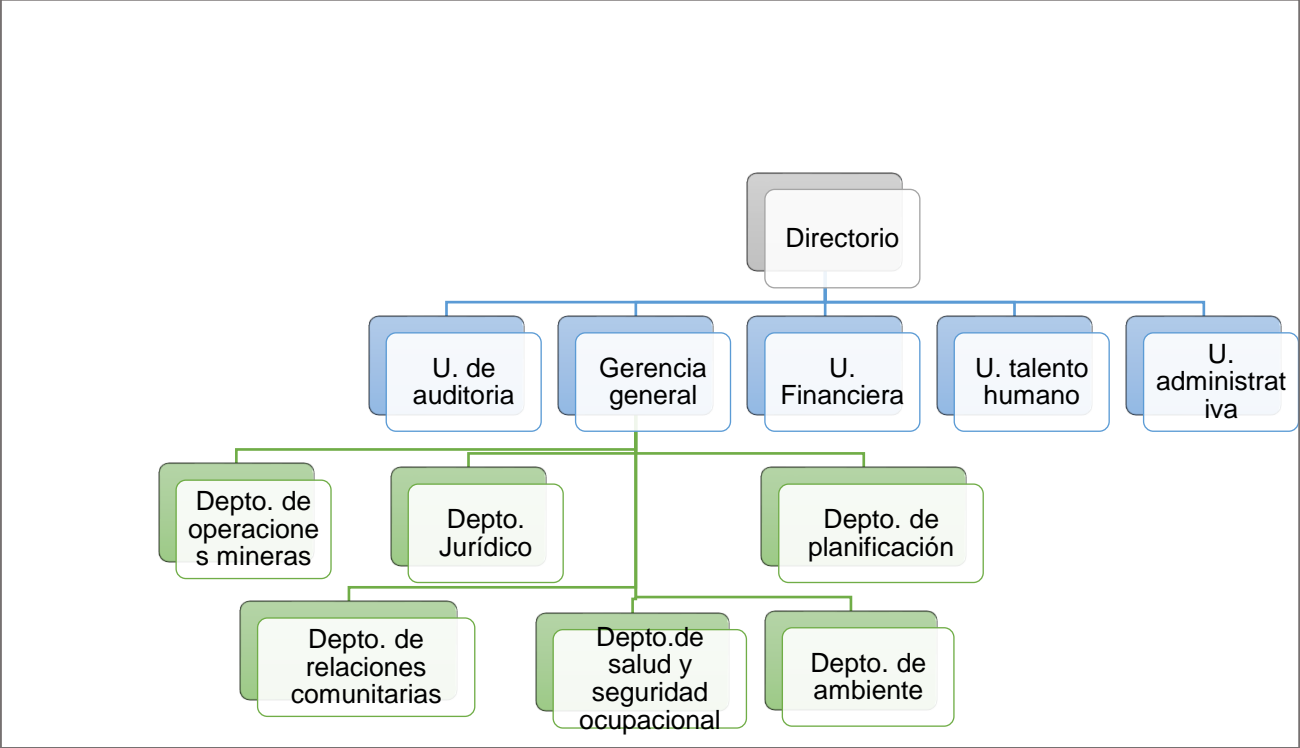 Directorio
U. de
auditoria
Gerencia
general
U.
Financiera
U. talento
humano
U.
administrat
iva
Depto. de
operacione
s mineras
Depto.
Jurídico
Depto. de
planificación
Depto. de
relaciones
comunitarias
Depto.de
salud y
seguridad
ocupacional
Depto. de
ambiente